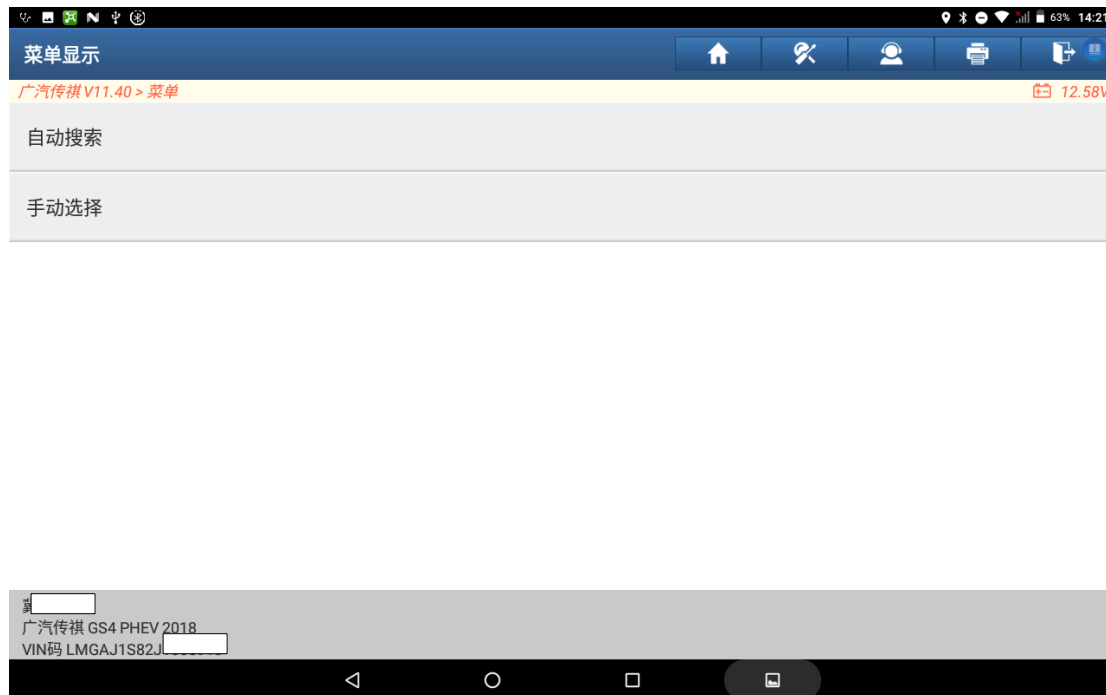 63% 14:21
菜单显示
广汽传祺 V11.40 > 菜单
12.58V
自动搜索
手动选择
广汽传祺 GS4 PHEV 2018
VIN码 LMGAJ1S82J